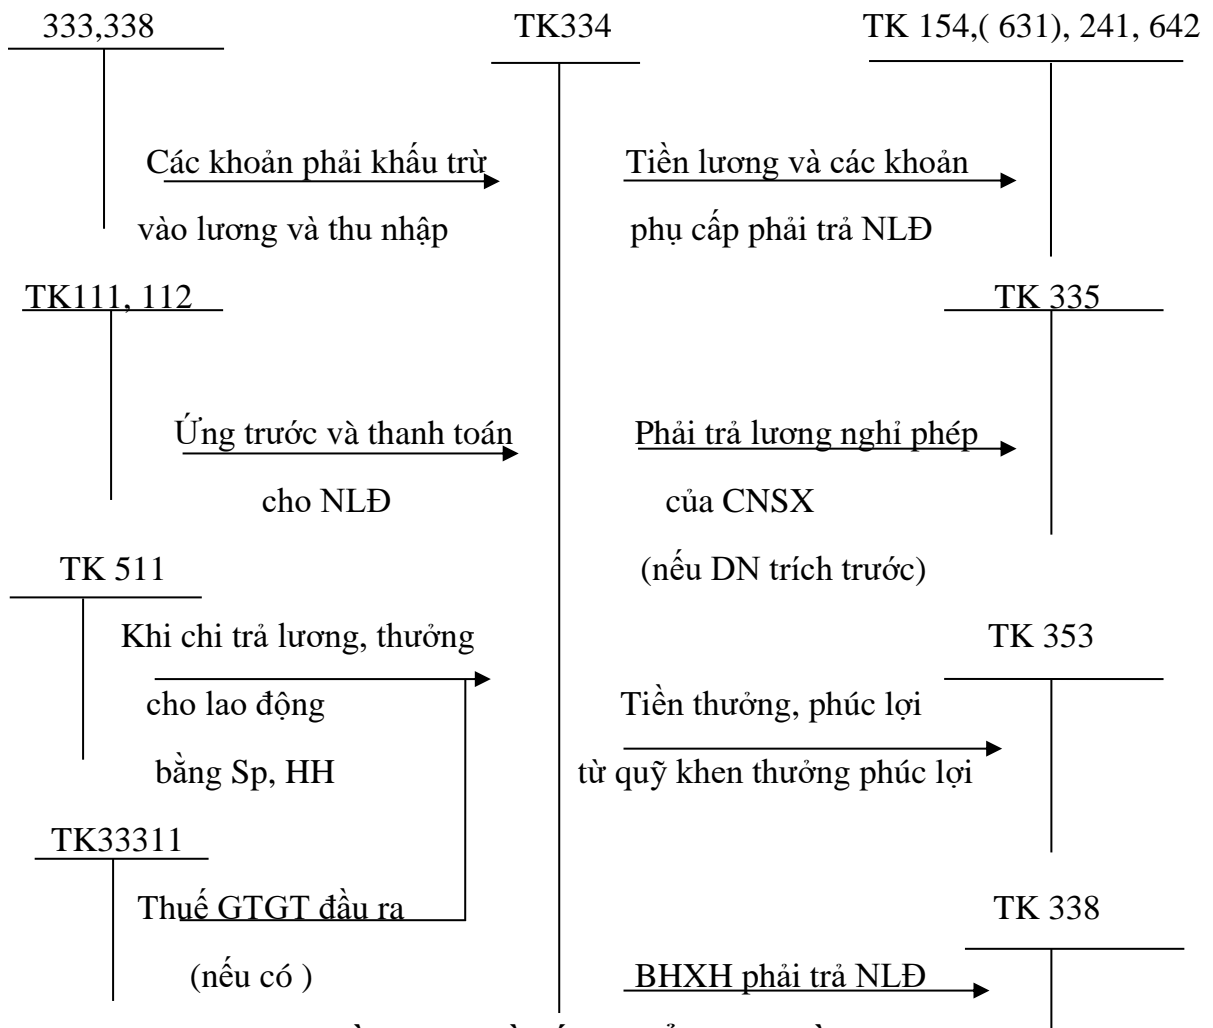 333,338
TK334
TK 154,( 631), 241, 642
Các khoản phải khấu trừ
vào lương và thu nhập
Tiền lương và các khoản
phụ cấp phải trả NLĐ
TK111, 112
TK 335
Ứng trước và thanh toán
cho NLĐ
Phải trả lương nghỉ phép
của CNSX
(nếu DN trích trước)
TK 511
Khi chi trả lương, thưởng
cho lao động
bằng Sp, HH
TK 353
Tiền thưởng, phúc lợi
từ quỹ khen thưởng phúc lợi
TK33311
Thuế GTGT đầu ra
(nếu có )
TK 338
BHXH phải trả NLĐ